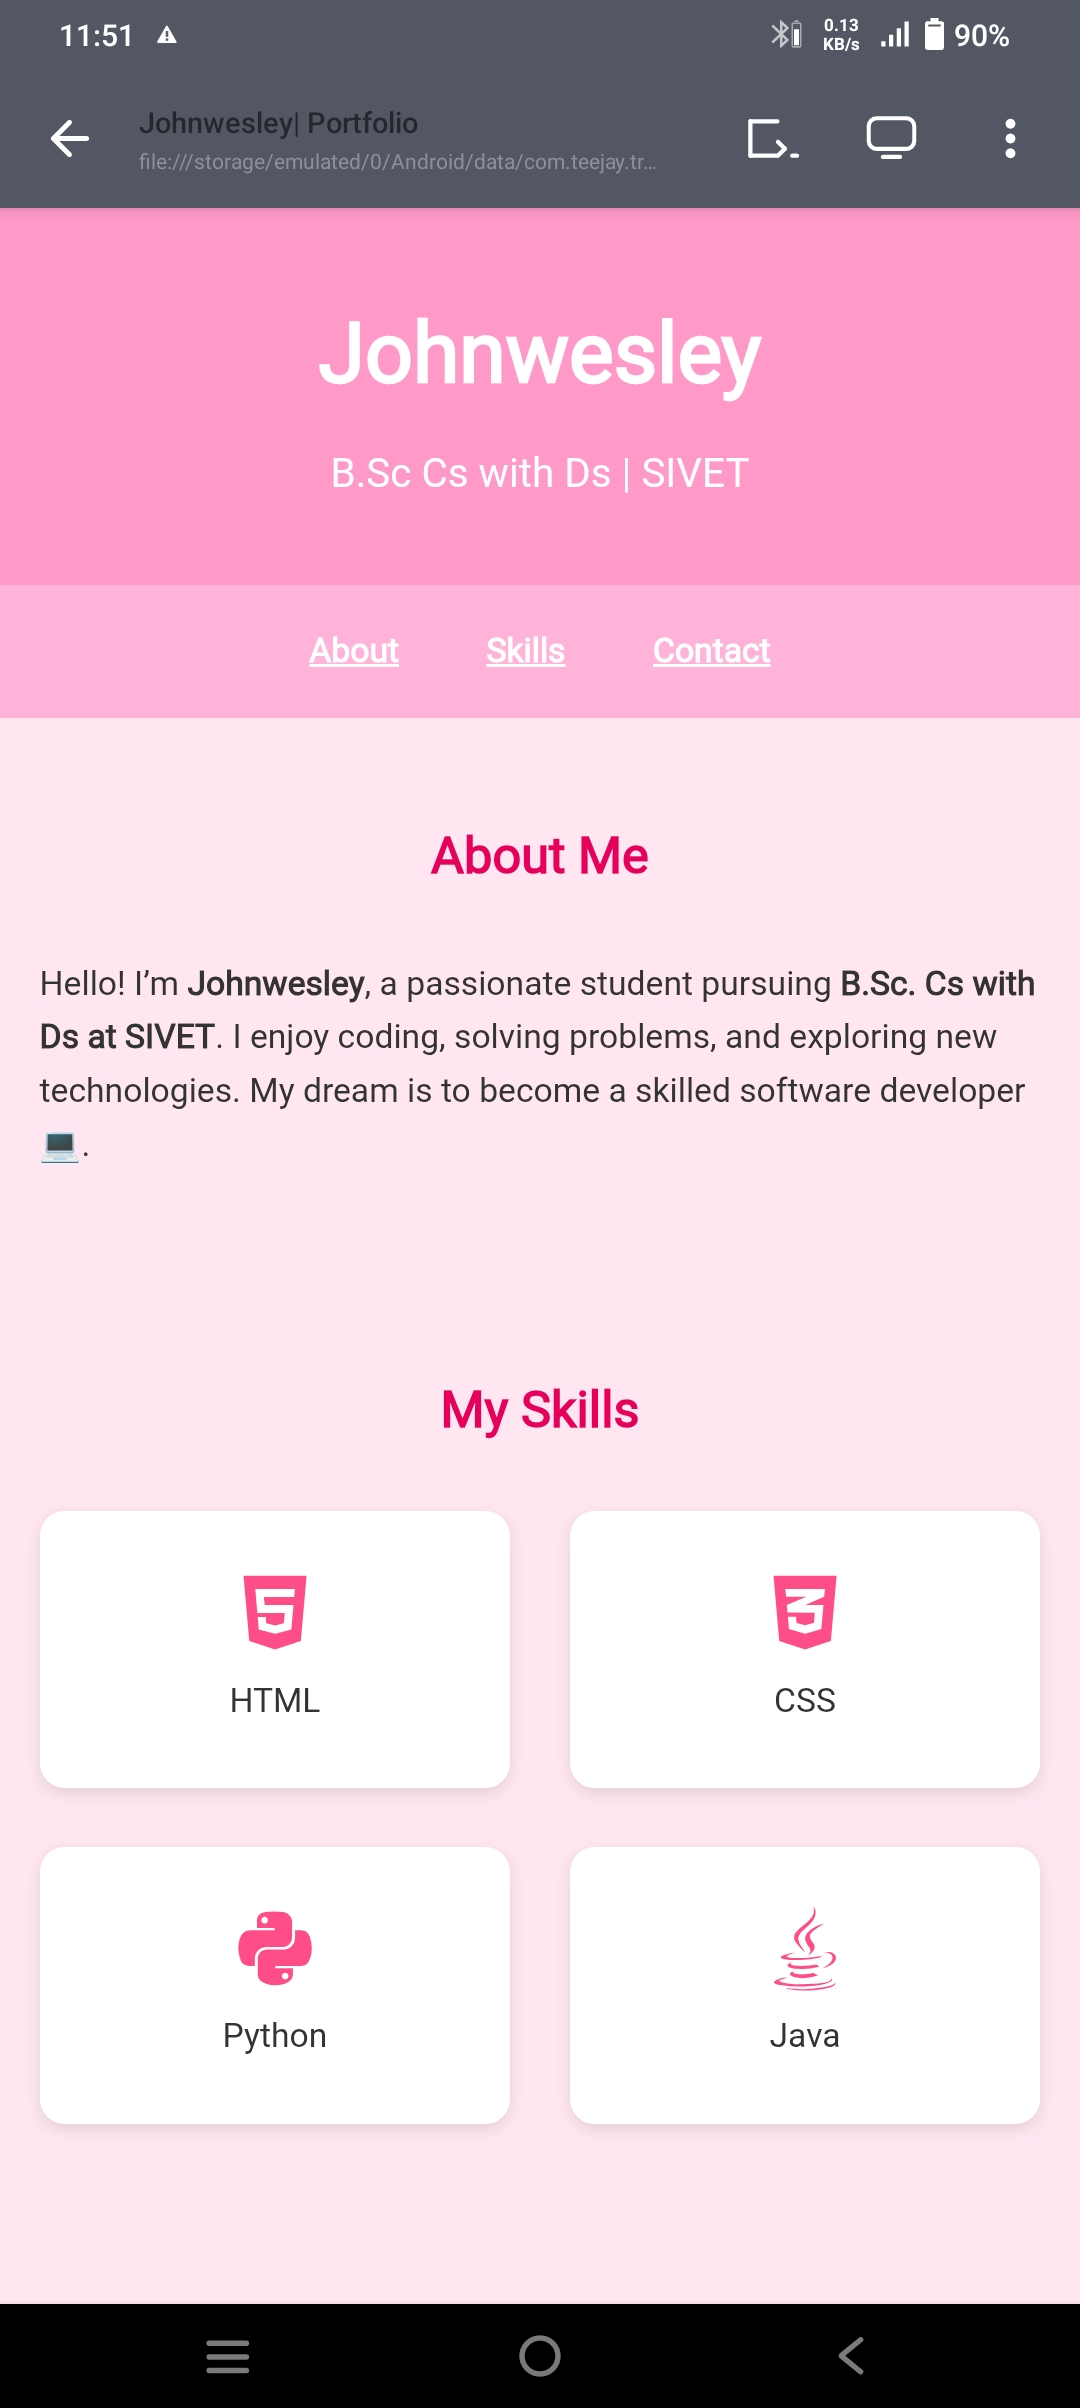 11:51
0.13
KB/s
90%
Johnwesley| Portfolio
file:///storage/emulated/0/Android/data/com.teejay.tr...
Johnwesley
B.Sc Cs with Ds | SIVET
About Skills Contact
About Me
Hello! I’m Johnwesley, a passionate student pursuing B.Sc. Cs with
Ds at SIVET. I enjoy coding, solving problems, and exploring new
technologies. My dream is to become a skilled software developer
💻.
My Skills
HTML CSS
Python Java